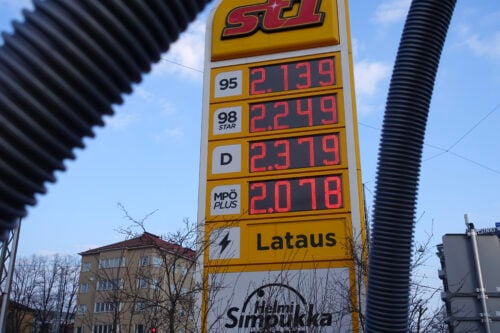 st1
95 2.139
98 STAR 2.249
D 2.379
MPÖ PLUS 2.078
Lataus
Helmi
Simpukka